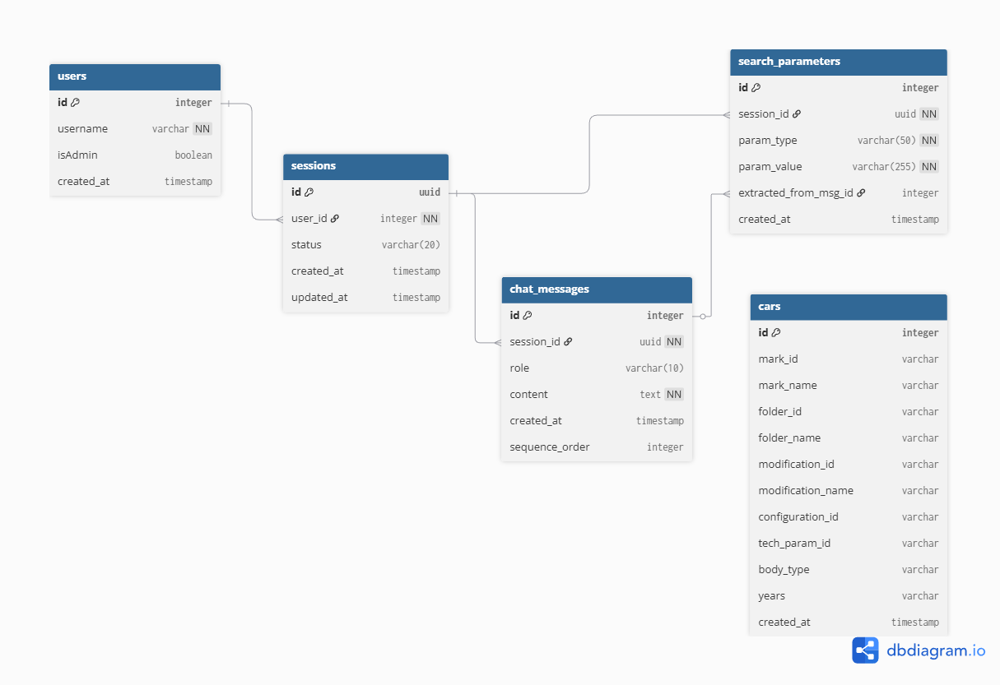 users
id integer
username varchar NN
isAdmin boolean
created_at timestamp
sessions
id uuid
user_id integer NN
status varchar(20)
created_at timestamp
updated_at timestamp
chat_messages
id integer
session_id uuid NN
role varchar(10)
content text NN
created_at timestamp
sequence_order integer
search_parameters
id integer
session_id uuid NN
param_type varchar(50) NN
param_value varchar(255) NN
extracted_from_msg_id integer
created_at timestamp
cars
id integer
mark_id varchar
mark_name varchar
folder_id varchar
folder_name varchar
modification_id varchar
modification_name varchar
configuration_id varchar
tech_param_id varchar
body_type varchar
years varchar
created_at timestamp
dbdiagram.io